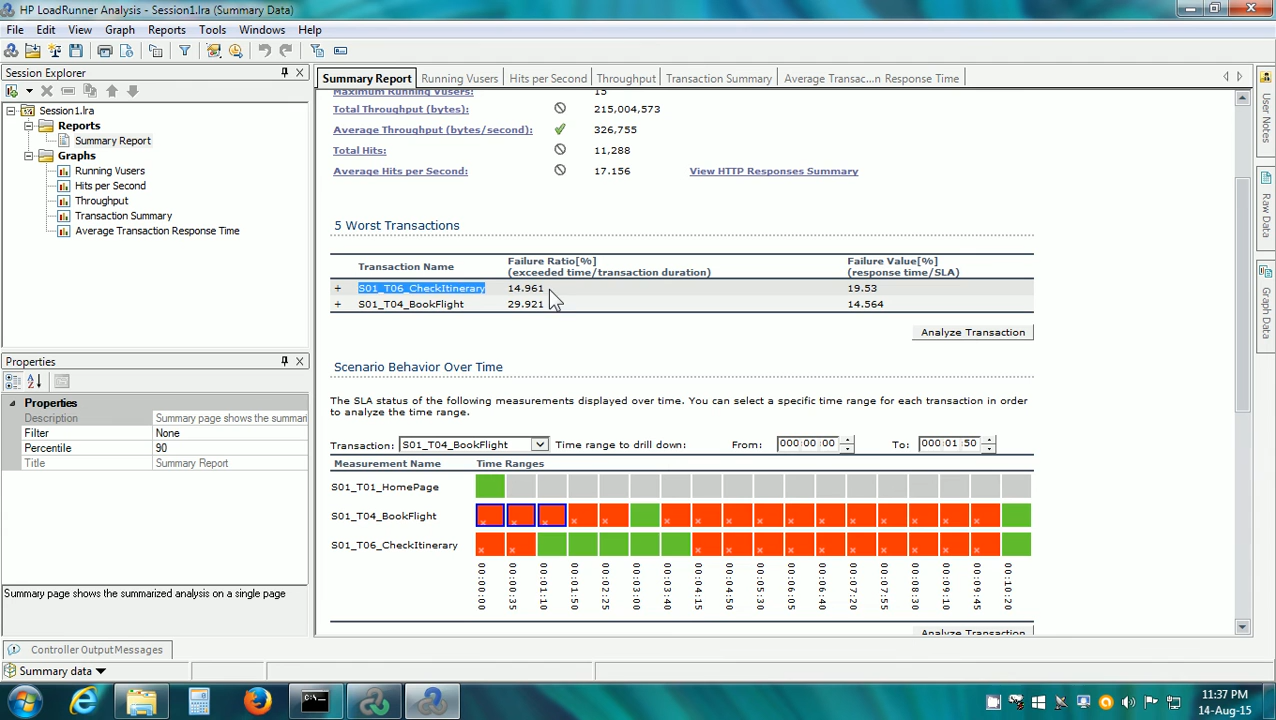 HP LoadRunner Analysis - Session1.lra (Summary Data)
File Edit View Graph Reports Tools Windows Help
Session Explorer
Session1.lra
Reports
Summary Report
Graphs
Running Vusers
Hits per Second
Throughput
Transaction Summary
Average Transaction Response Time
Properties
Properties
Description Summary page shows the summari
Filter None
Percentile 90
Title Summary Report
Summary page shows the summarized analysis on a single page
Summary Report Running Vusers Hits per Second Throughput Transaction Summary Average Transac...n Response Time
Maximum Running Vusers: 15
Total Throughput (bytes): 215,004,573
Average Throughput (bytes/second): 326,755
Total Hits: 11,288
Average Hits per Second: 17.156 View HTTP Responses Summary
5 Worst Transactions
Transaction Name Failure Ratio[%] Failure Value[%]
(exceeded time/transaction duration) (response time/SLA)
+ S01_T06_CheckItinerary 14.961 19.53
+ S01_T04_BookFlight 29.921 14.564
Analyze Transaction
Scenario Behavior Over Time
The SLA status of the following measurements displayed over time. You can select a specific time range for each transaction in order
to analyze the time range.
Transaction: S01_T04_BookFlight Time range to drill down: From: 000:00:00 To: 000:01:50
Measurement Name Time Ranges
S01_T01_HomePage
S01_T04_BookFlight
S01_T06_CheckItinerary
00:00:00 00:00:35 00:01:10 00:01:50 00:02:25 00:03:00 00:03:40 00:04:15 00:04:50 00:05:30 00:06:05 00:06:40 00:07:20 00:07:55 00:08:30 00:09:10 00:09:45 00:10:20
Analyze Transaction
User Notes
Raw Data
Graph Data
Controller Output Messages
Summary data
C:\
11:37 PM
14-Aug-15